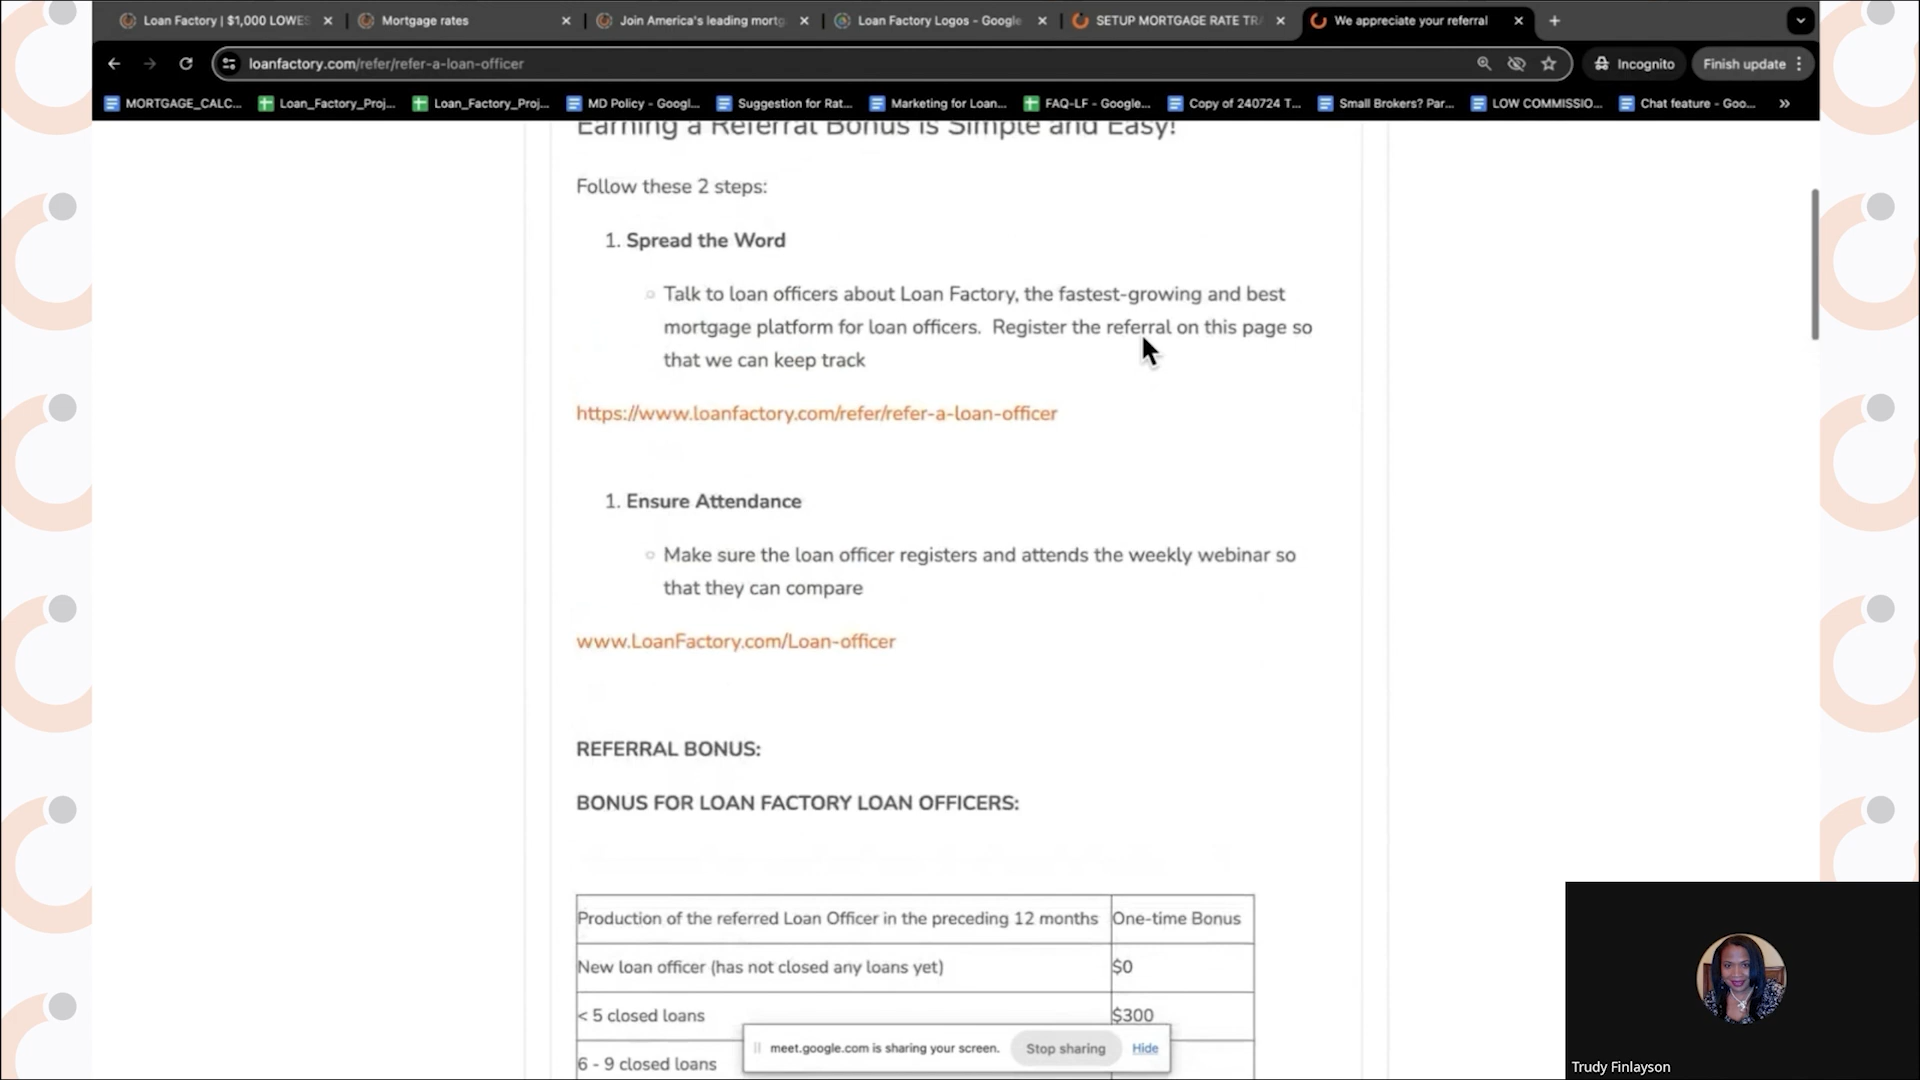 Loan Factory | $1,000 LOWES
Mortgage rates
Join America's leading mortg
Loan Factory Logos - Google
SETUP MORTGAGE RATE TR
We appreciate your referral
loanfactory.com/refer/refer-a-loan-officer
Incognito
Finish update
MORTGAGE_CALC...
Loan_Factory_Proj...
Loan_Factory_Proj...
MD Policy - Googl...
Suggestion for Rat...
Marketing for Loan...
FAQ-LF - Google...
Copy of 240724 T...
Small Brokers? Par...
LOW COMMISSIO...
Chat feature - Goo...
Earning a Referral Bonus is Simple and Easy!
Follow these 2 steps:
1. Spread the Word
Talk to loan officers about Loan Factory, the fastest-growing and best
mortgage platform for loan officers. Register the referral on this page so
that we can keep track
https://www.loanfactory.com/refer/refer-a-loan-officer
1. Ensure Attendance
Make sure the loan officer registers and attends the weekly webinar so
that they can compare
www.LoanFactory.com/Loan-officer
REFERRAL BONUS:
BONUS FOR LOAN FACTORY LOAN OFFICERS:
Production of the referred Loan Officer in the preceding 12 months One-time Bonus
New loan officer (has not closed any loans yet) $0
< 5 closed loans $300
6 - 9 closed loans
meet.google.com is sharing your screen. Stop sharing Hide
Trudy Finlayson